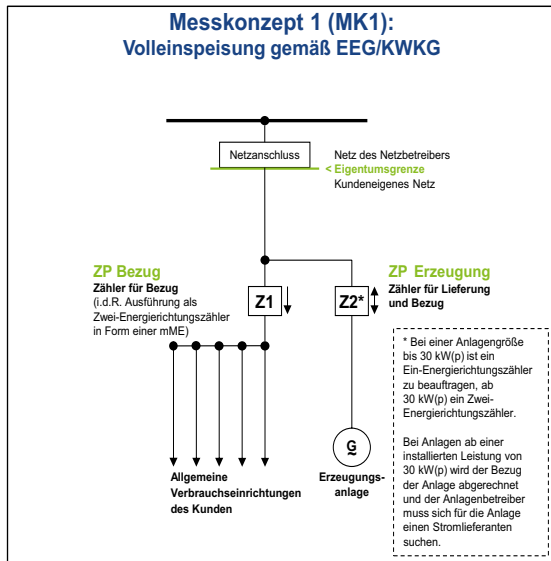 Messkonzept 1 (MK1):
Volleinspeisung gemäß EEG/KWKG
Netzanschluss
Netz des Netzbetreibers
< Eigentumsgrenze
Kundeneigenes Netz
ZP Bezug
Zähler für Bezug
(i.d.R. Ausführung als
Zwei-Energierichtungszähler
in Form einer mME)
Z1
Z2*
ZP Erzeugung
Zähler für Lieferung
und Bezug
* Bei einer Anlagengröße
bis 30 kW(p) ist ein
Ein-Energierichtungszähler
zu beauftragen, ab
30 kW(p) ein Zwei-
Energierichtungszähler.
Bei Anlagen ab einer
installierten Leistung von
30 kW(p) wird der Bezug
der Anlage abgerechnet
und der Anlagenbetreiber
muss sich für die Anlage
einen Stromlieferanten
suchen.
G
~
Allgemeine
Verbrauchseinrichtungen
des Kunden
Erzeugungs-
anlage